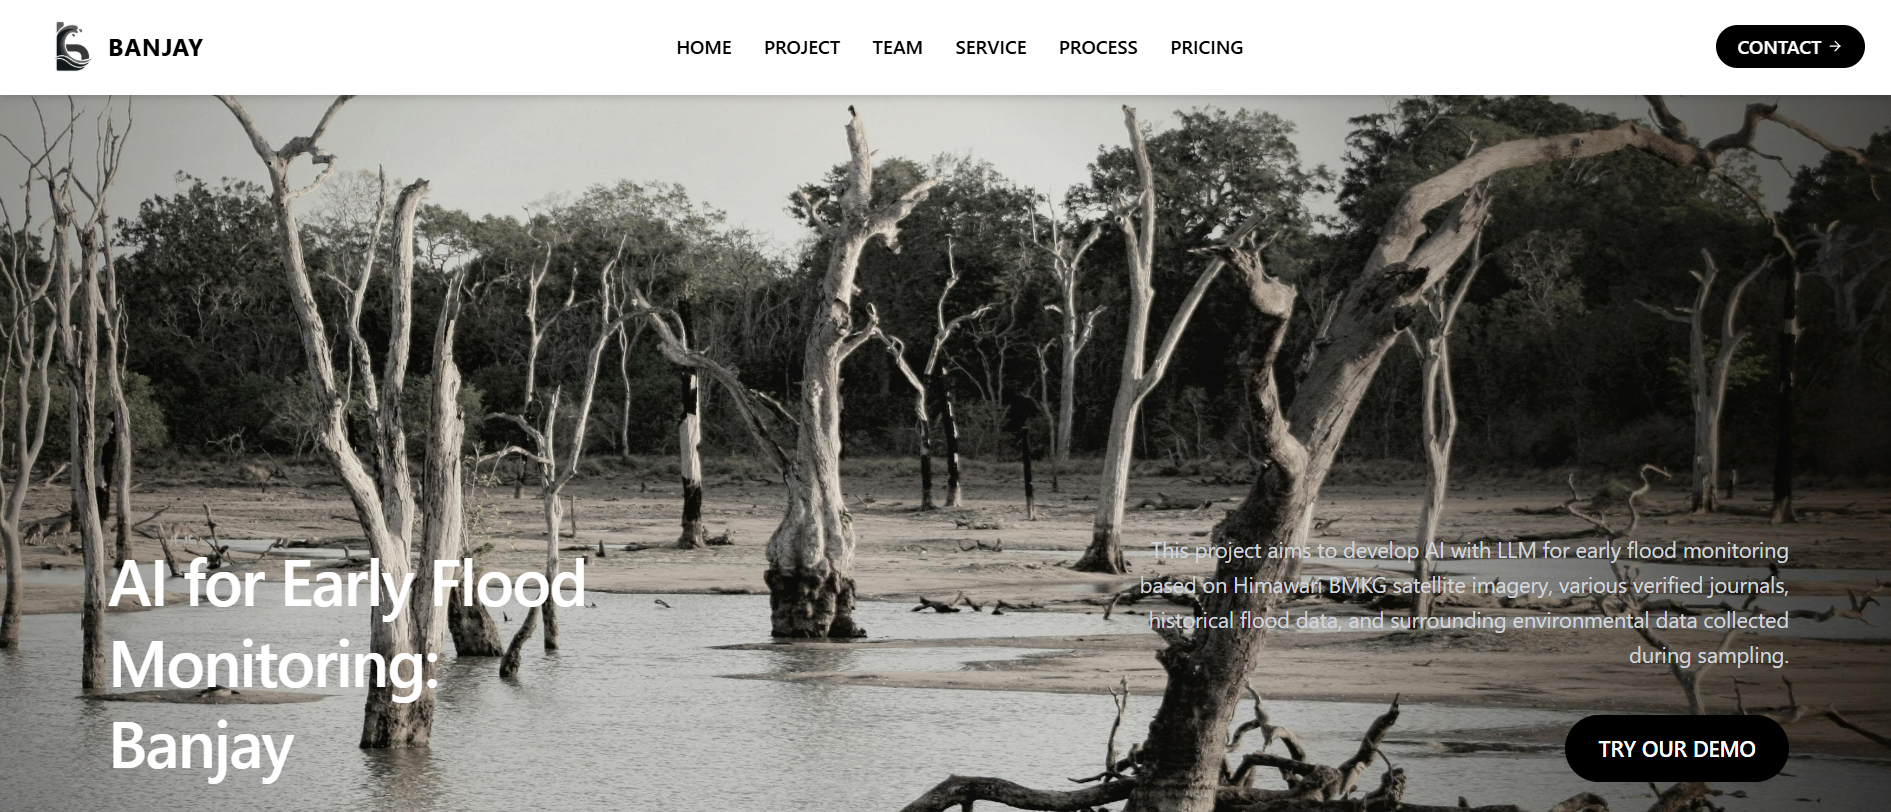 BANJAY
HOME PROJECT TEAM SERVICE PROCESS PRICING
CONTACT →
AI for Early Flood
Monitoring:
Banjay
This project aims to develop AI with LLM for early flood monitoring
based on Himawari BMKG satellite imagery, various verified journals,
historical flood data, and surrounding environmental data collected
during sampling.
TRY OUR DEMO